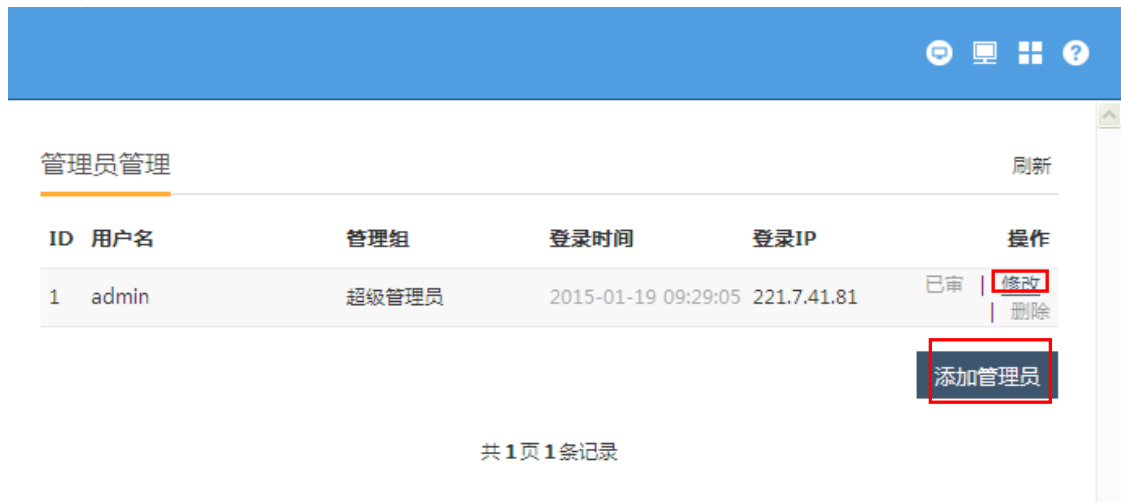 管理员管理 刷新
ID 用户名 管理组 登录时间 登录IP 操作
1 admin 超级管理员 2015-01-19 09:29:05 221.7.41.81 已审 | 修改
| 删除
添加管理员
共1页1条记录